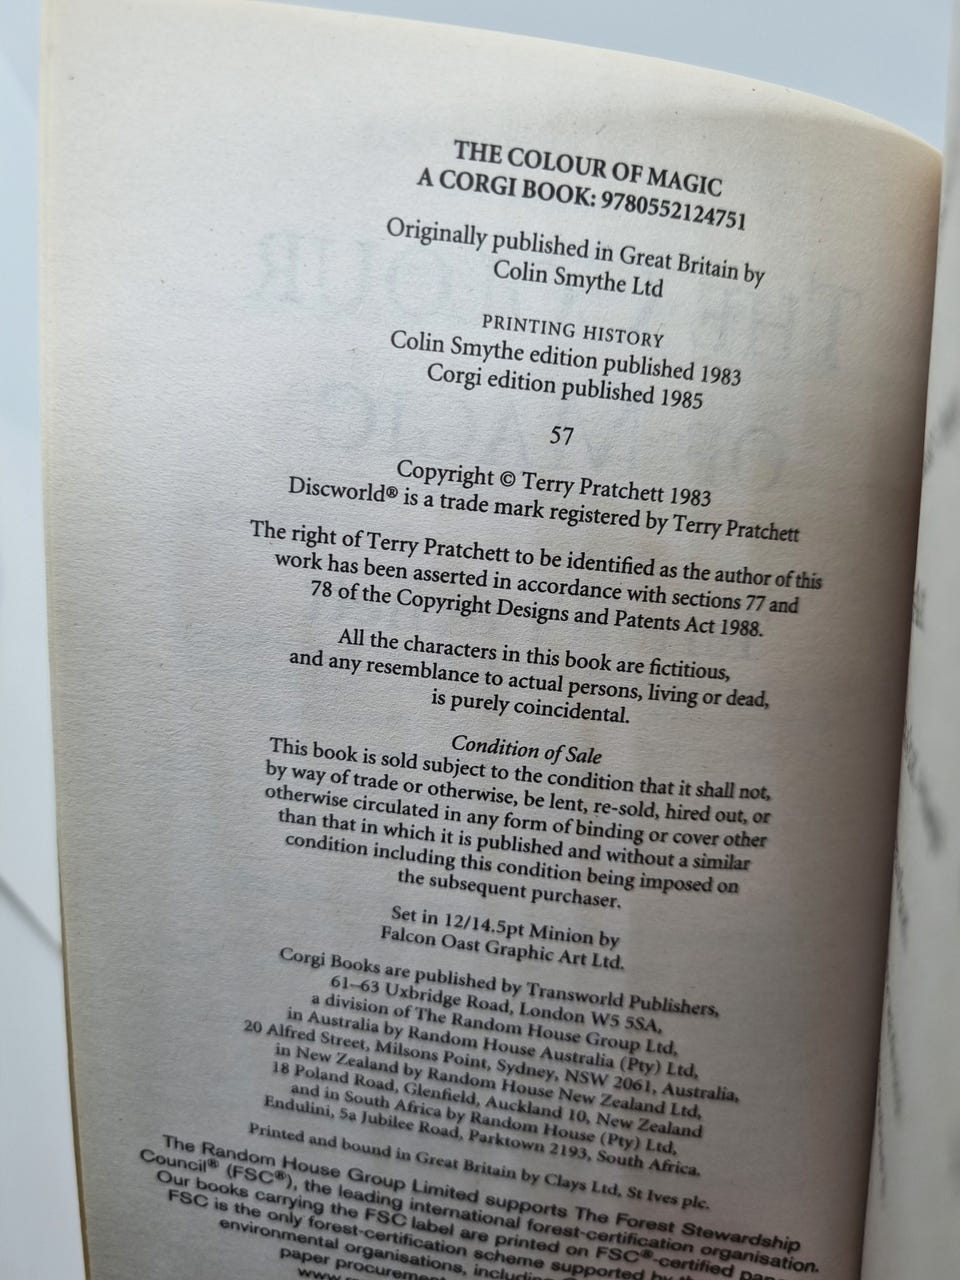 THE COLOUR OF MAGIC
A CORGI BOOK: 9780552124751
Originally published in Great Britain by
Colin Smythe Ltd
PRINTING HISTORY
Colin Smythe edition published 1983
Corgi edition published 1985
57
Copyright © Terry Pratchett 1983
Discworld® is a trade mark registered by Terry Pratchett
The right of Terry Pratchett to be identified as the author of this
work has been asserted in accordance with sections 77 and
78 of the Copyright Designs and Patents Act 1988.
All the characters in this book are fictitious,
and any resemblance to actual persons, living or dead,
is purely coincidental.
Condition of Sale
This book is sold subject to the condition that it shall not,
by way of trade or otherwise, be lent, re-sold, hired out, or
otherwise circulated in any form of binding or cover other
than that in which it is published and without a similar
condition including this condition being imposed on
the subsequent purchaser.
Set in 12/14.5pt Minion by
Falcon Oast Graphic Art Ltd.
Corgi Books are published by Transworld Publishers,
61–63 Uxbridge Road, London W5 5SA,
a division of The Random House Group Ltd,
in Australia by Random House Australia (Pty) Ltd,
20 Alfred Street, Milsons Point, Sydney, NSW 2061, Australia,
in New Zealand by Random House New Zealand Ltd,
18 Poland Road, Glenfield, Auckland 10, New Zealand
and in South Africa by Random House (Pty) Ltd,
Endulini, 5a Jubilee Road, Parktown 2193, South Africa.
Printed and bound in Great Britain by Clays Ltd, St Ives plc.
The Random House Group Limited supports The Forest Stewardship
Council® (FSC®), the leading international forest-certification organisation.
Our books carrying the FSC label are printed on FSC®-certified
FSC is the only forest-certification scheme supported by
environmental organisations, including
paper